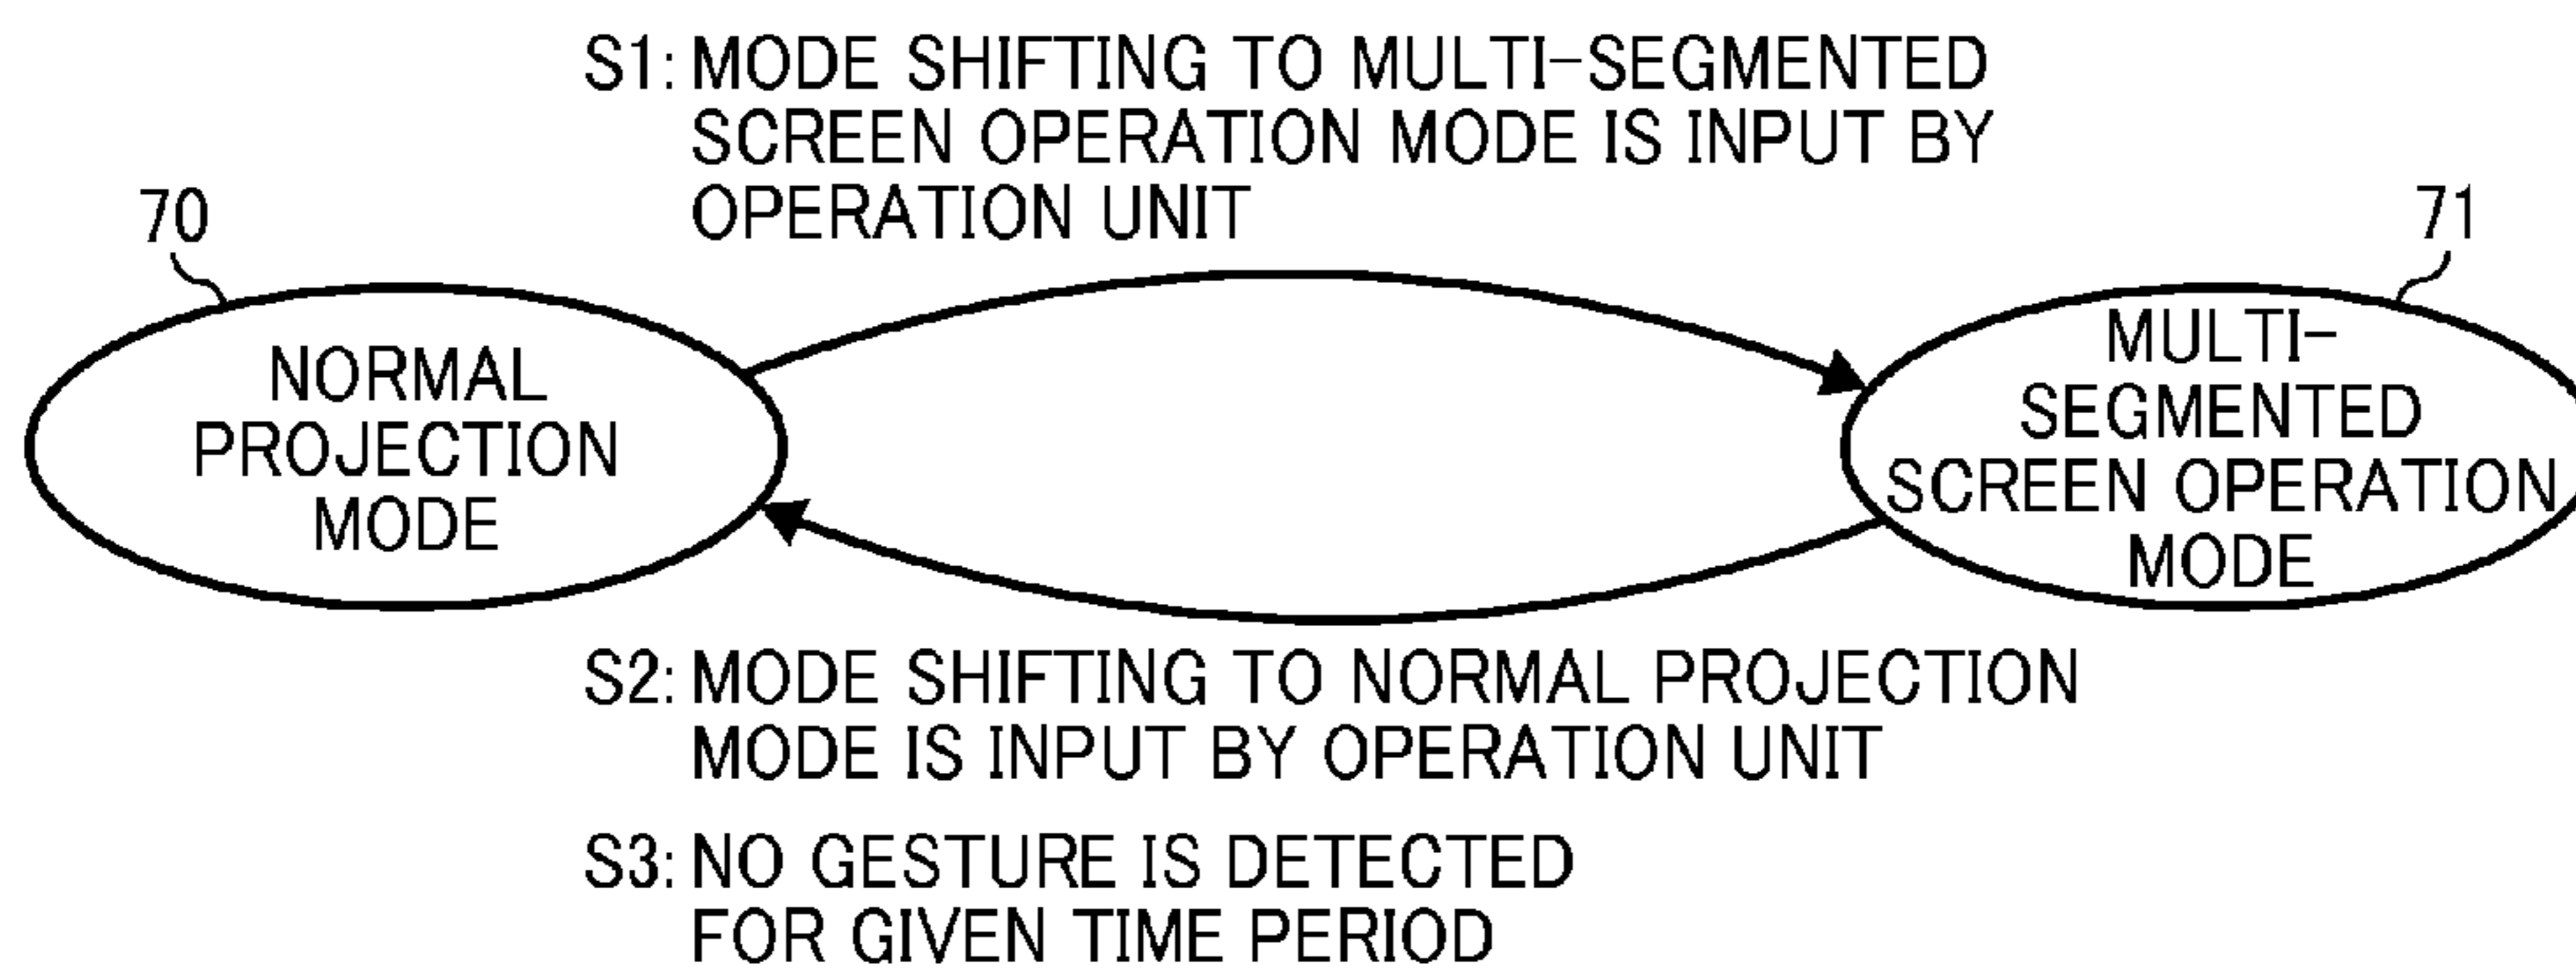 S1: MODE SHIFTING TO MULTI-SEGMENTED
SCREEN OPERATION MODE IS INPUT BY
OPERATION UNIT
70
71
NORMAL
PROJECTION
MODE
MULTI-
SEGMENTED
SCREEN OPERATION
MODE
S2: MODE SHIFTING TO NORMAL PROJECTION
MODE IS INPUT BY OPERATION UNIT
S3: NO GESTURE IS DETECTED
FOR GIVEN TIME PERIOD